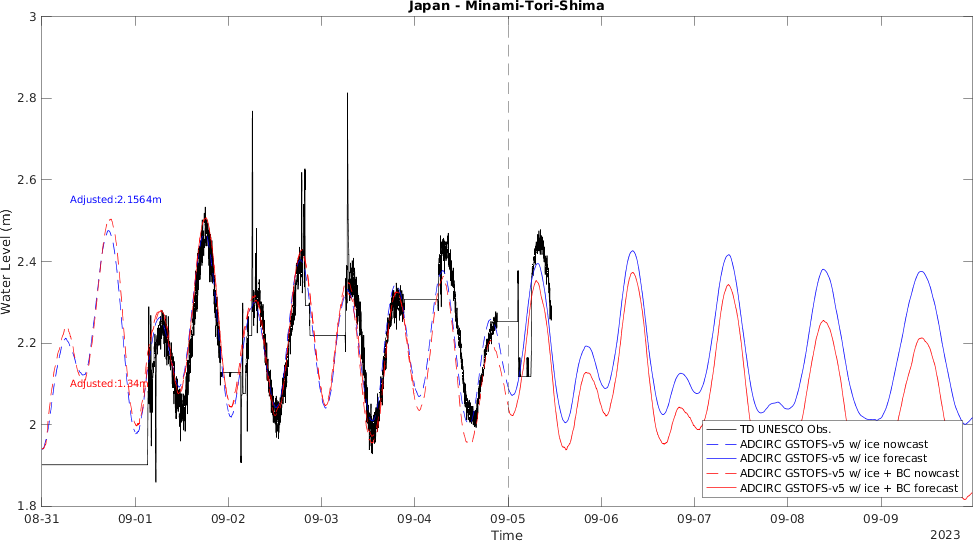 Japan - Minami-Tori-Shima
3
2.8
2.6
2.4
2.2
2
1.8
Water Level (m)
Adjusted:2.1564m
Adjusted:1.34m
TD UNESCO Obs.
ADCIRC GSTOFS-v5 w/ ice nowcast
ADCIRC GSTOFS-v5 w/ ice forecast
ADCIRC GSTOFS-v5 w/ ice + BC nowcast
ADCIRC GSTOFS-v5 w/ ice + BC forecast
08-31 09-01 09-02 09-03 09-04 09-05 09-06 09-07 09-08 09-09
Time
2023